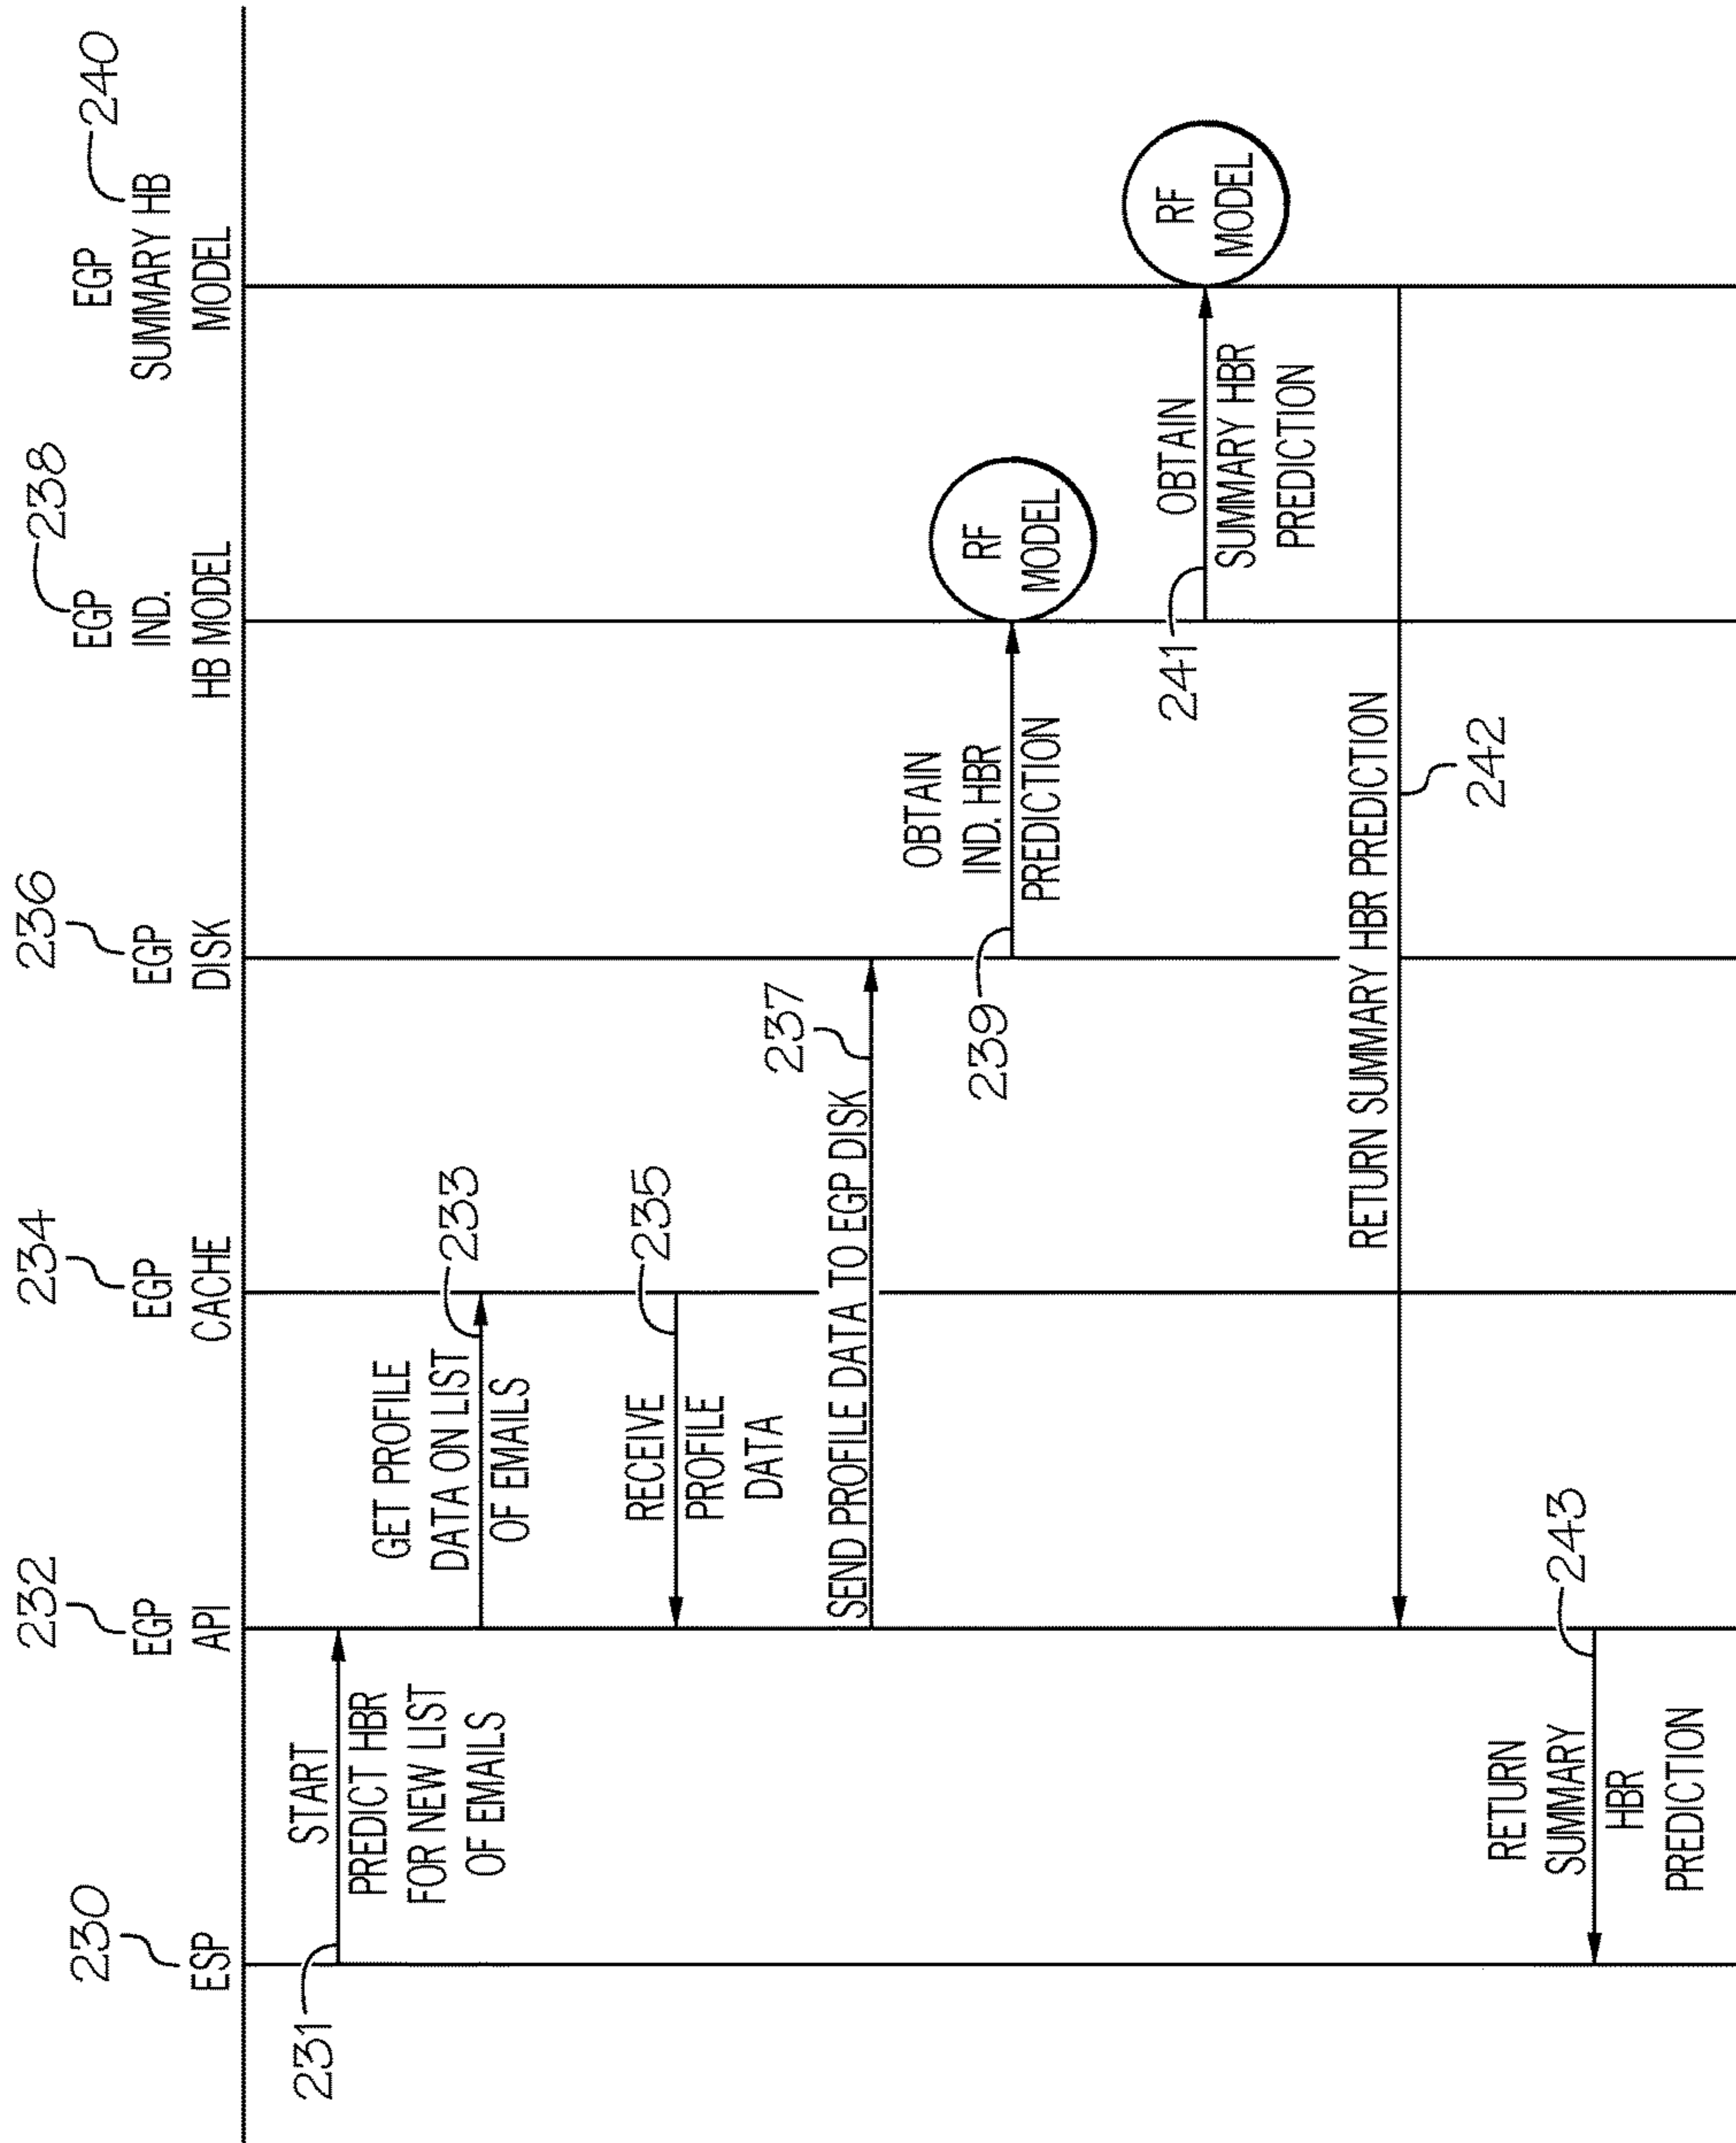 230
ESP
232
EGP
API
234
EGP
CACHE
236
EGP
DISK
238
EGP
IND.
HB MODEL
240
EGP
SUMMARY HB
MODEL
231
START
PREDICT HBR
FOR NEW LIST
OF EMAILS
GET PROFILE
DATA ON LIST
OF EMAILS
233
RECEIVE
PROFILE
DATA
235
SEND PROFILE DATA TO EGP DISK
237
239
OBTAIN
IND. HBR
PREDICTION
RF
MODEL
241
OBTAIN
SUMMARY HBR
PREDICTION
RF
MODEL
RETURN SUMMARY HBR PREDICTION
242
RETURN
SUMMARY
HBR
PREDICTION
243